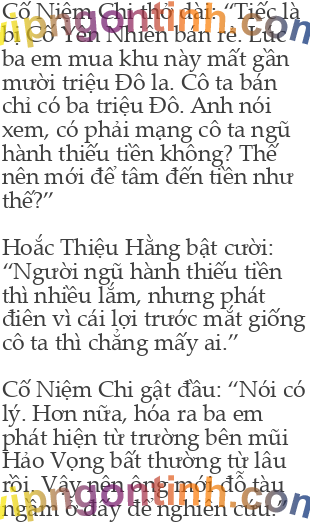 Cố Niệm Chi thở dài: “Tiếc là
bị Cố Yên Nhiên bán rẻ. Lúc
ba em mua khu này mất gần
mười triệu Đô la. Cô ta bán
chỉ có ba triệu Đô. Anh nói
xem, có phải mạng cô ta ngũ
hành thiếu tiền không? Thế
nên mới để tâm đến tiền như
thế?”
Hoắc Thiệu Hằng bật cười:
“Người ngũ hành thiếu tiền
thì nhiều lắm, nhưng phát
điên vì cái lợi trước mắt giống
cô ta thì chẳng mấy ai.”
Cố Niệm Chi gật đầu: “Nói có
lý. Hơn nữa, hóa ra ba em
phát hiện từ trường bên mũi
Hảo Vọng bất thường từ lâu
rồi. Vậy nên ông mới đỗ tàu
ngầm ở đấy để nghiên cứu.”
vipngontinh.com
vipngontinh.com